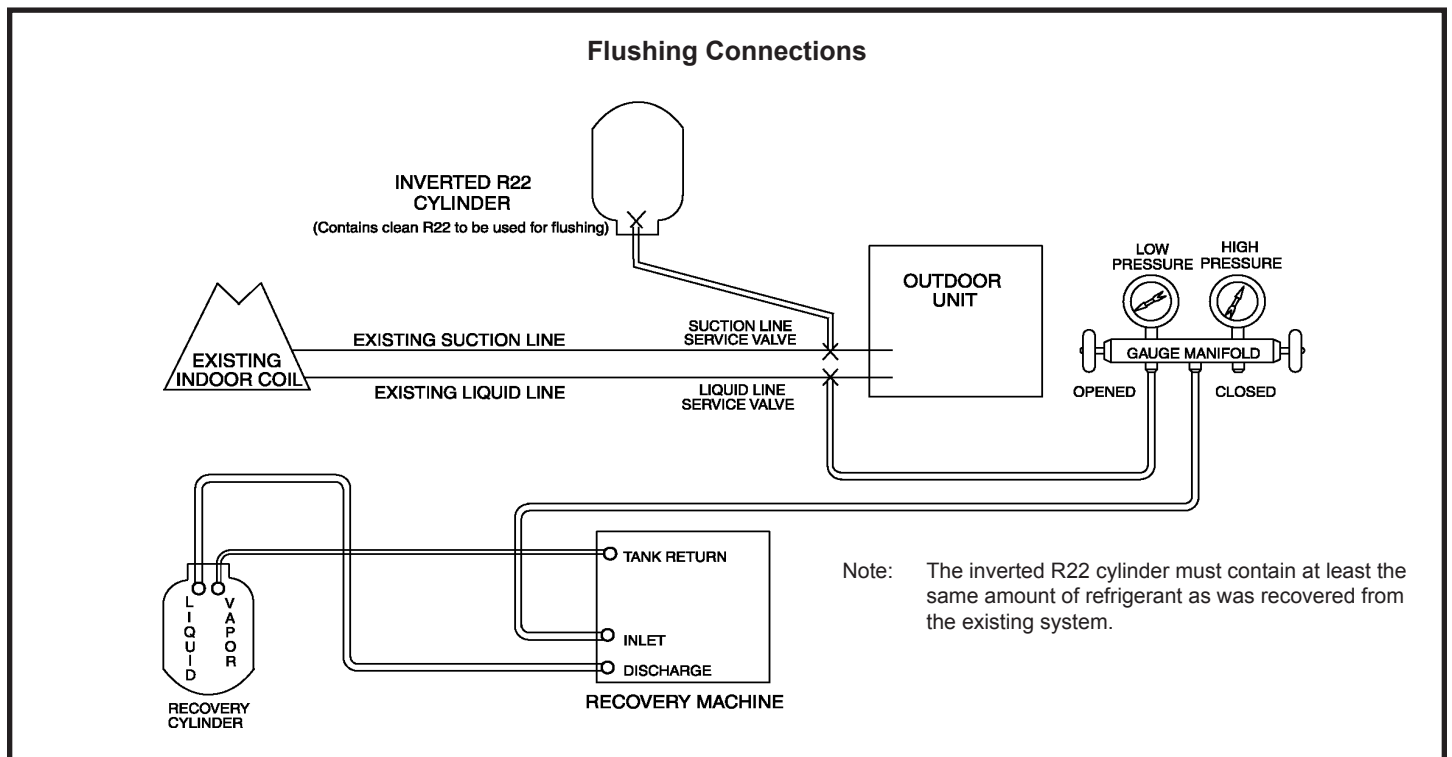 Flushing Connections
INVERTED R22
CYLINDER
(Contains clean R22 to be used for flushing)
LOW
PRESSURE
HIGH
PRESSURE
OUTDOOR
UNIT
EXISTING SUCTION LINE
SUCTION LINE
SERVICE VALVE
GAUGE MANIFOLD
EXISTING
INDOOR COIL
EXISTING LIQUID LINE
LIQUID LINE
SERVICE VALVE
OPENED
CLOSED
TANK RETURN
INLET
DISCHARGE
RECOVERY MACHINE
LIQUID
VAPOR
RECOVERY
CYLINDER
Note: The inverted R22 cylinder must contain at least the
same amount of refrigerant as was recovered from
the existing system.